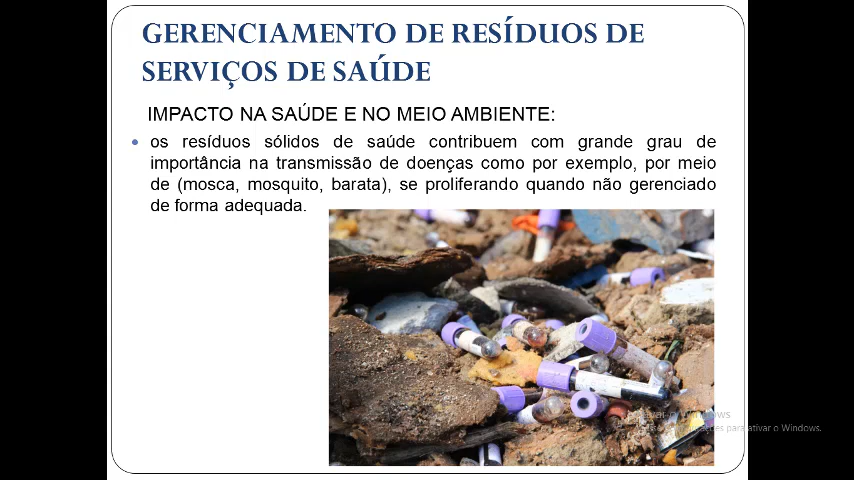 GERENCIAMENTO DE RESÍDUOS DE
SERVIÇOS DE SAÚDE
IMPACTO NA SAÚDE E NO MEIO AMBIENTE:
• os resíduos sólidos de saúde contribuem com grande grau de
importância na transmissão de doenças como por exemplo, por meio
de (mosca, mosquito, barata), se proliferando quando não gerenciado
de forma adequada.
para ativar o Windows.